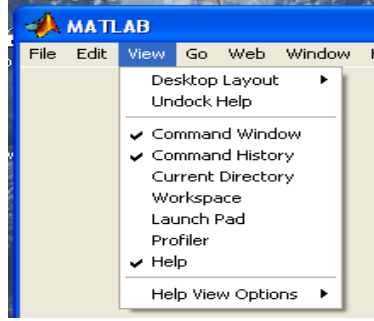 MATLAB
File Edit View Go Web Window
Desktop Layout
Undock Help
Command Window
Command History
Current Directory
Workspace
Launch Pad
Profiler
Help
Help View Options